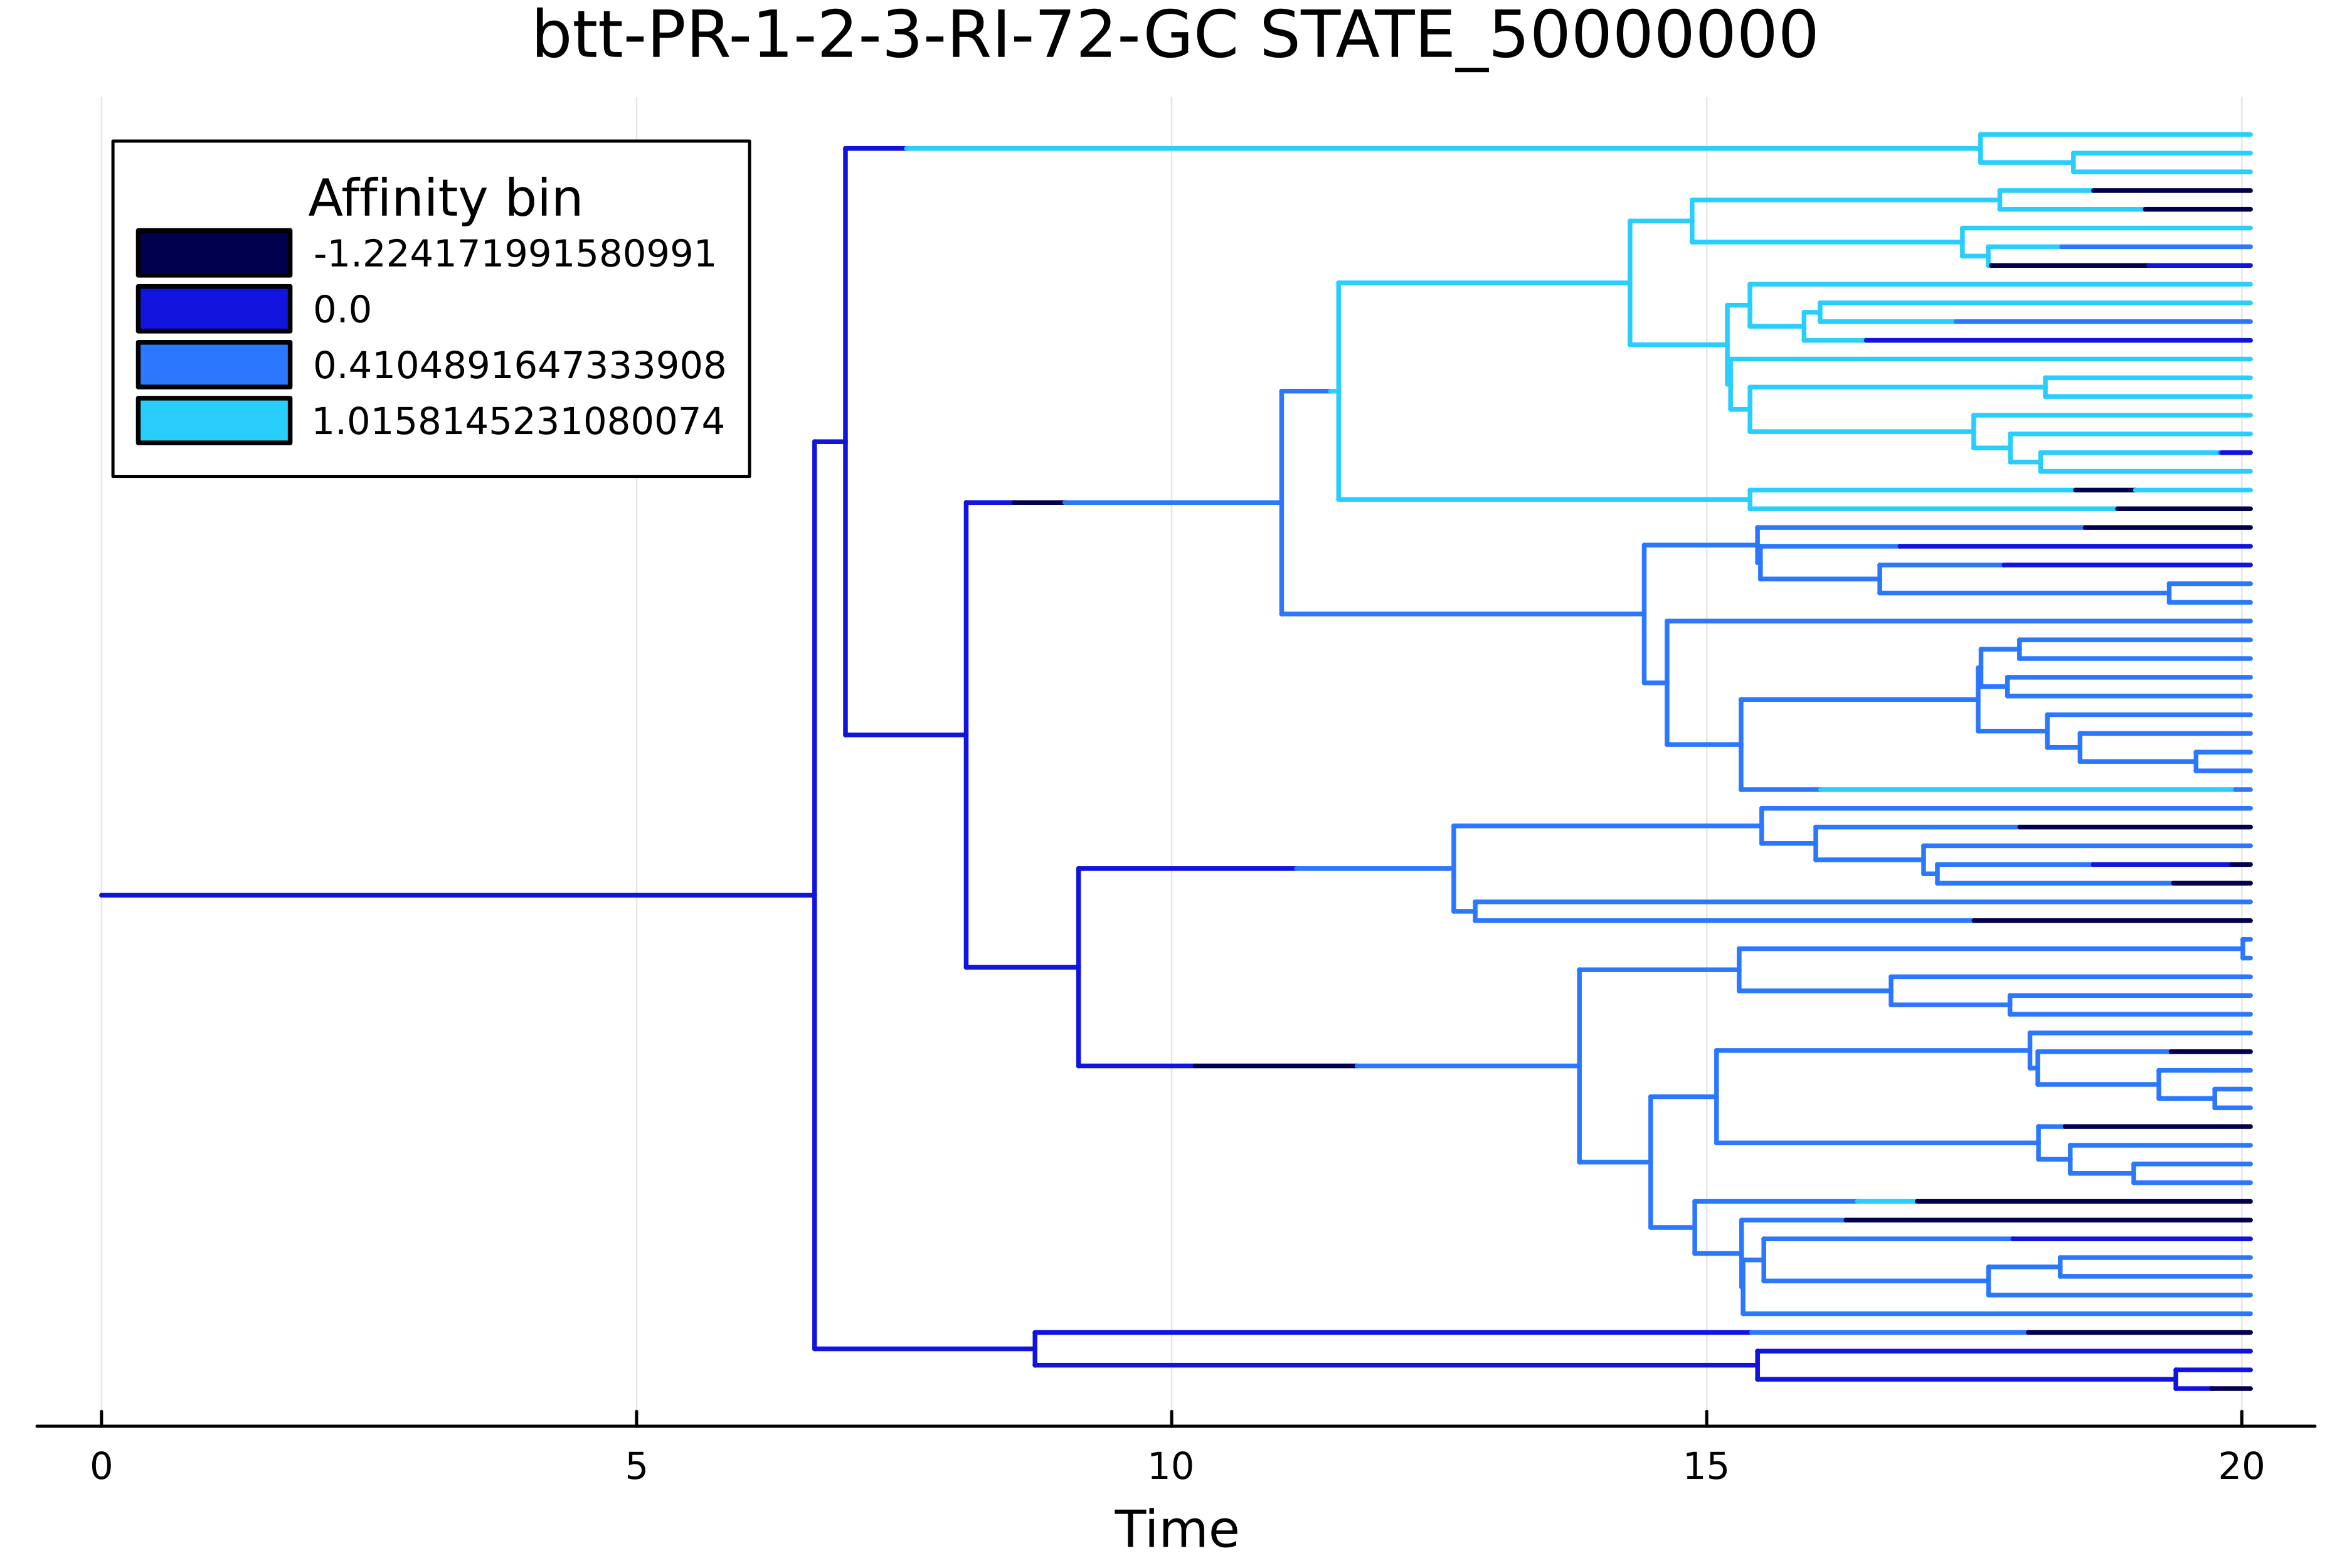 btt-PR-1-2-3-RI-72-GC STATE_50000000
Affinity bin
-1.224171991580991
0.0
0.4104891647333908
1.0158145231080074
0 5 10 15 20
Time